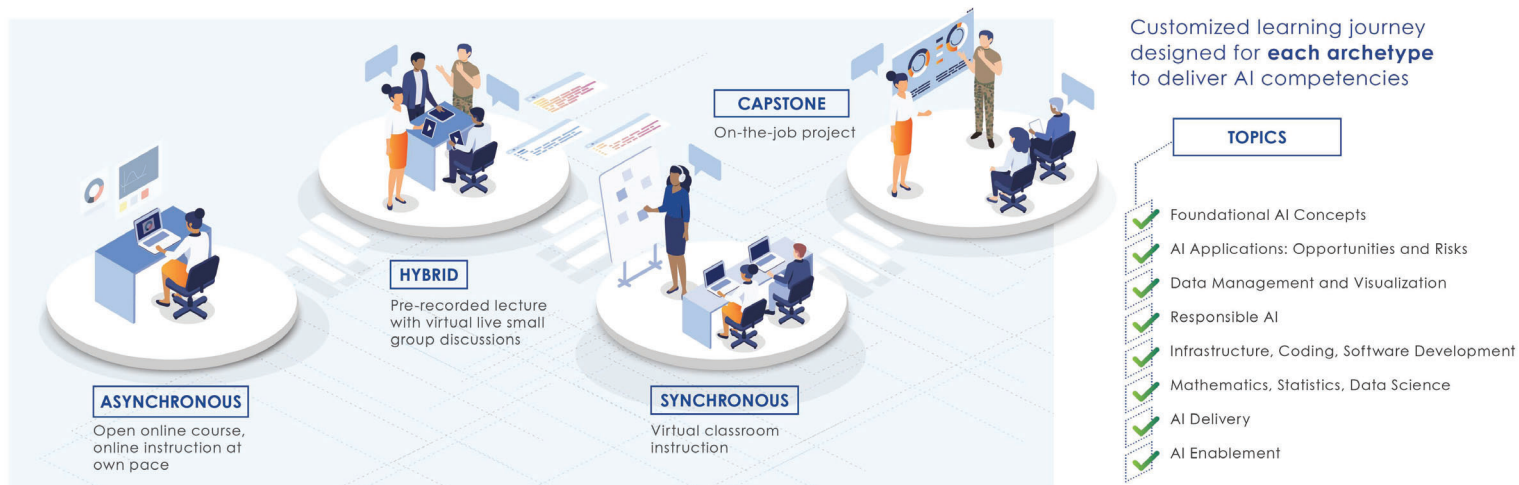 ASYNCHRONOUS
Open online course,
online instruction at
own pace
HYBRID
Pre-recorded lecture
with virtual live small
group discussions
SYNCHRONOUS
Virtual classroom
instruction
CAPSTONE
On-the-job project
Customized learning journey
designed for each archetype
to deliver AI competencies
TOPICS
Foundational AI Concepts
AI Applications: Opportunities and Risks
Data Management and Visualization
Responsible AI
Infrastructure, Coding, Software Development
Mathematics, Statistics, Data Science
AI Delivery
AI Enablement